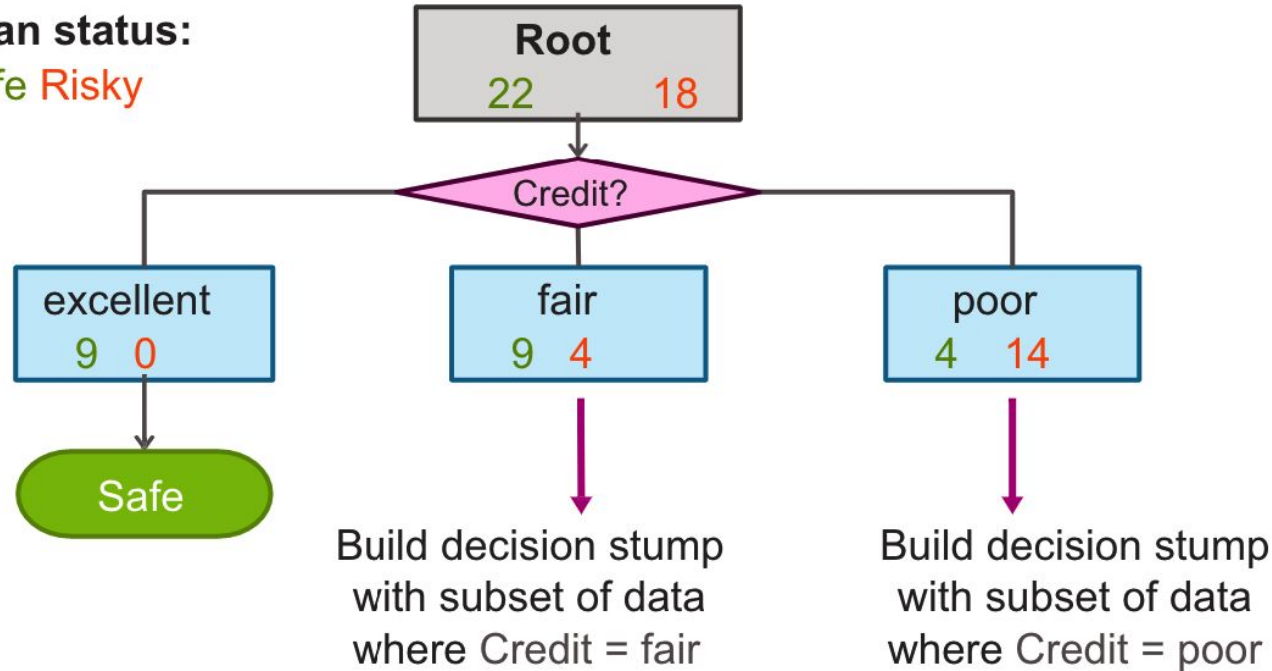 an status:
fe Risky
Root
22 18
Credit?
excellent
9 0
fair
9 4
poor
4 14
Safe
Build decision stump
with subset of data
where Credit = fair
Build decision stump
with subset of data
where Credit = poor